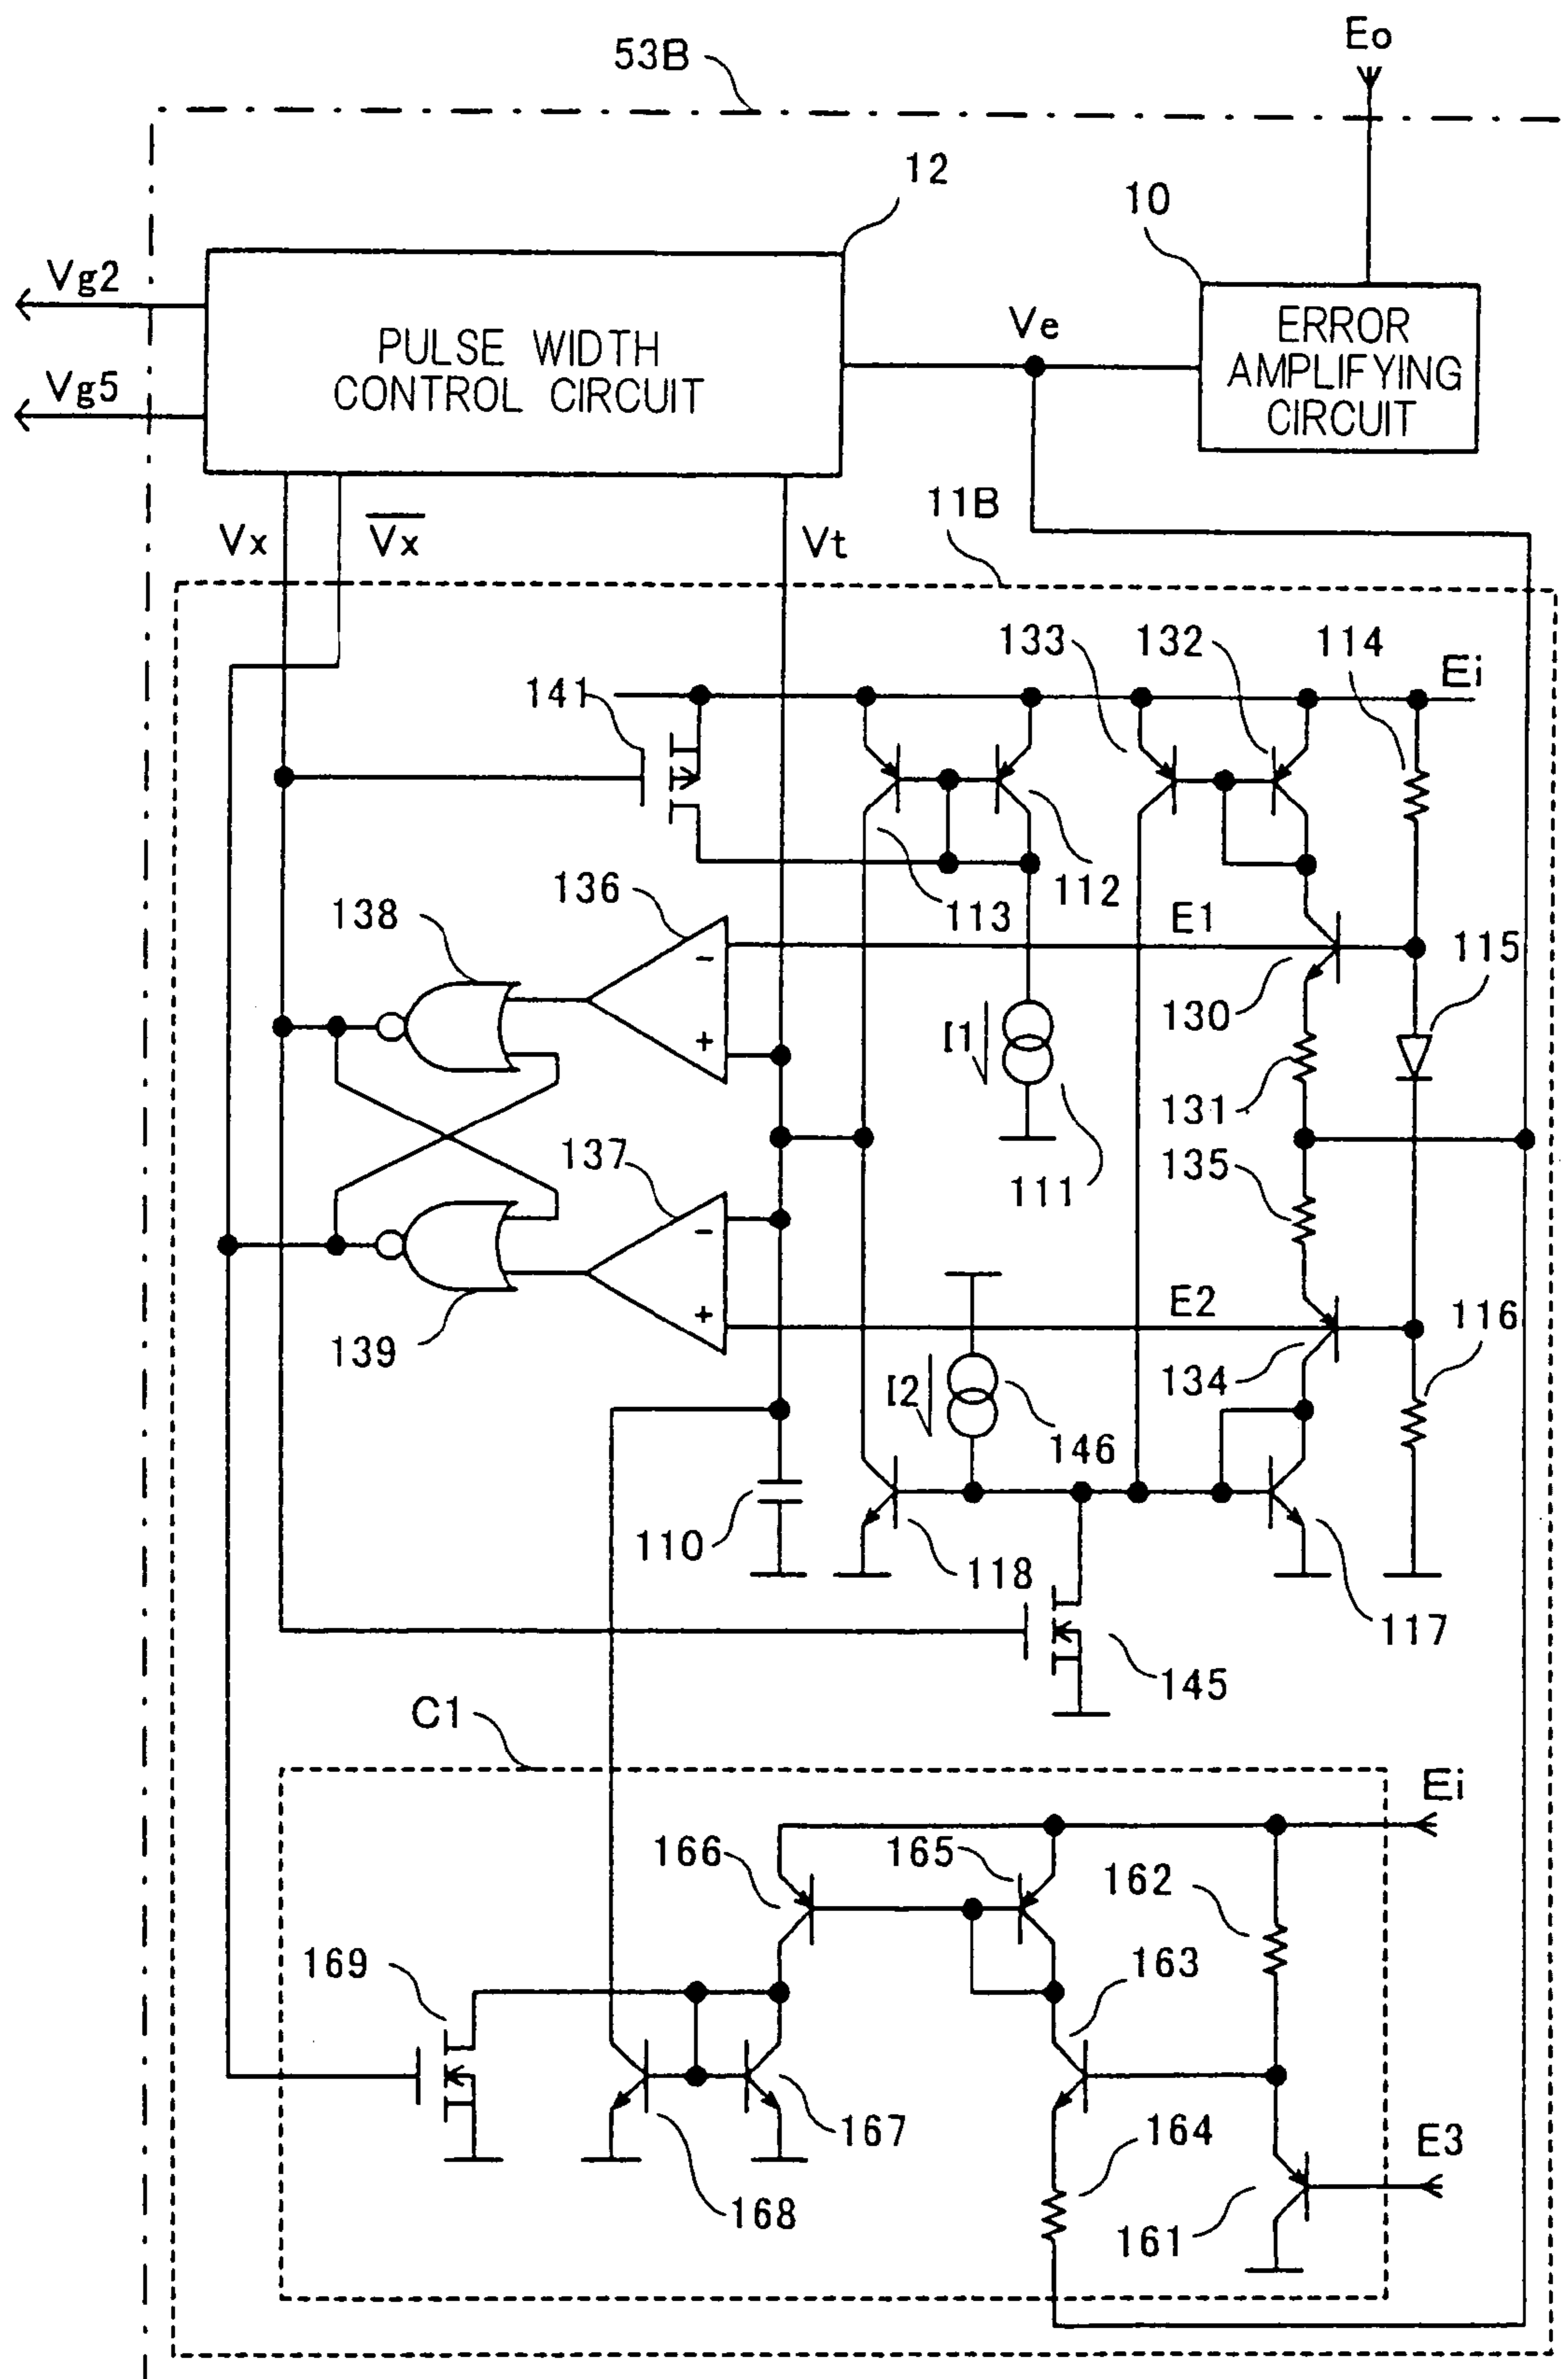 Eo
53B
12
10
Vg2
PULSE WIDTH
CONTROL CIRCUIT
Vg5
Ve
ERROR
AMPLIFYING
CIRCUIT
11B
Vx
V̅x̅
Vt
133
132
114
Ei
141
136
113
112
138
E1
115
I1
130
131
137
111
135
139
E2
116
I2
134
146
110
118
117
145
C1
Ei
166
165
162
169
163
167
164
E3
168
161